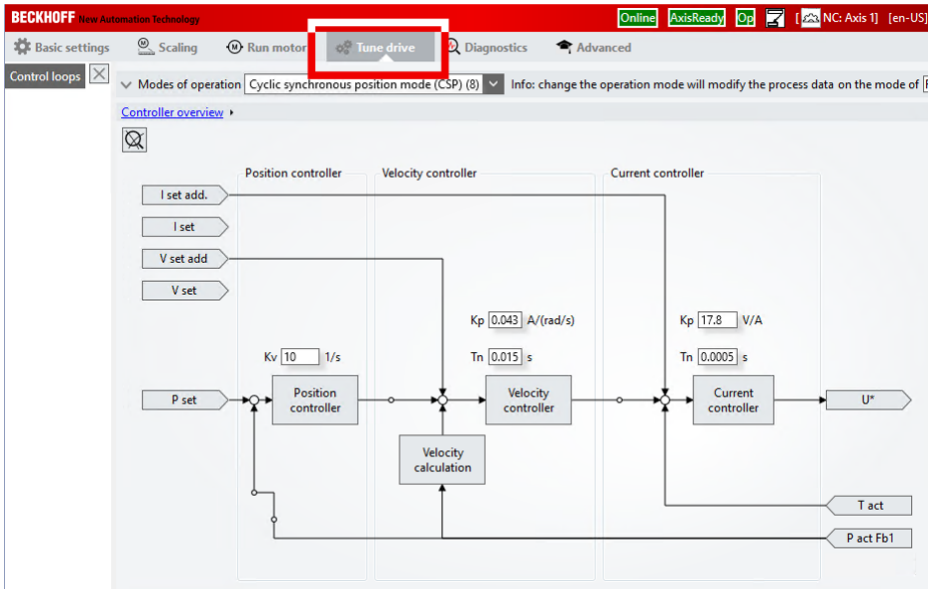 BECKHOFF New Automation Technology
Online AxisReady Op [ NC: Axis 1] [en-US]
Basic settings Scaling Run motor Tune drive Diagnostics Advanced
Control loops
Modes of operation Cyclic synchronous position mode (CSP) (8) Info: change the operation mode will modify the process data on the mode of
Controller overview
Position controller Velocity controller Current controller
I set add.
I set
V set add
V set
Kp 0.043 A/(rad/s) Kp 17.8 V/A
Kv 10 1/s Tn 0.015 s Tn 0.0005 s
P set
Position
controller
Velocity
controller
Current
controller
U*
Velocity
calculation
T act
P act Fb1